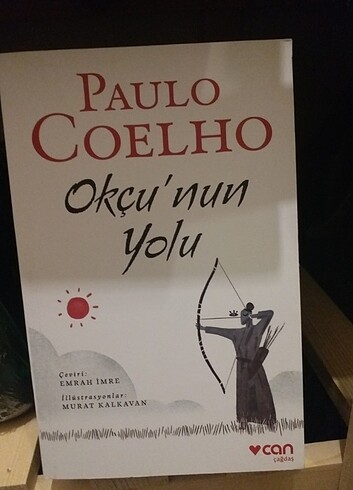 PAULO
COELHO
Okçu'nun
Yolu
Çeviri:
EMRAH İMRE
İllüstrasyonlar:
MURAT KALKAVAN
can
çağdaş